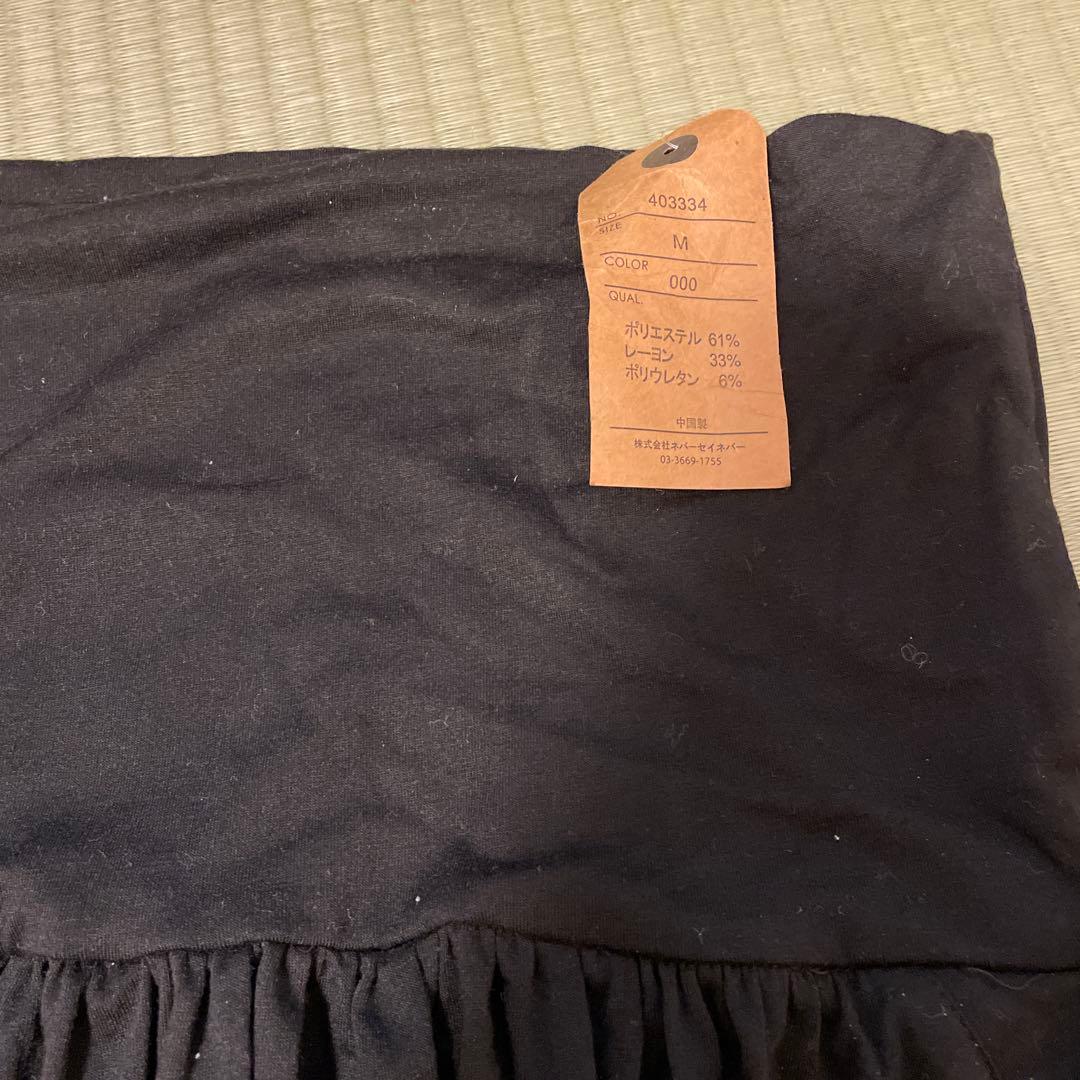 NO. 403334
SIZE M
COLOR 000
QUAL.
ポリエステル 61%
レーヨン 33%
ポリウレタン 6%
中国製
株式会社ネバーセイネバー
03-3669-1755